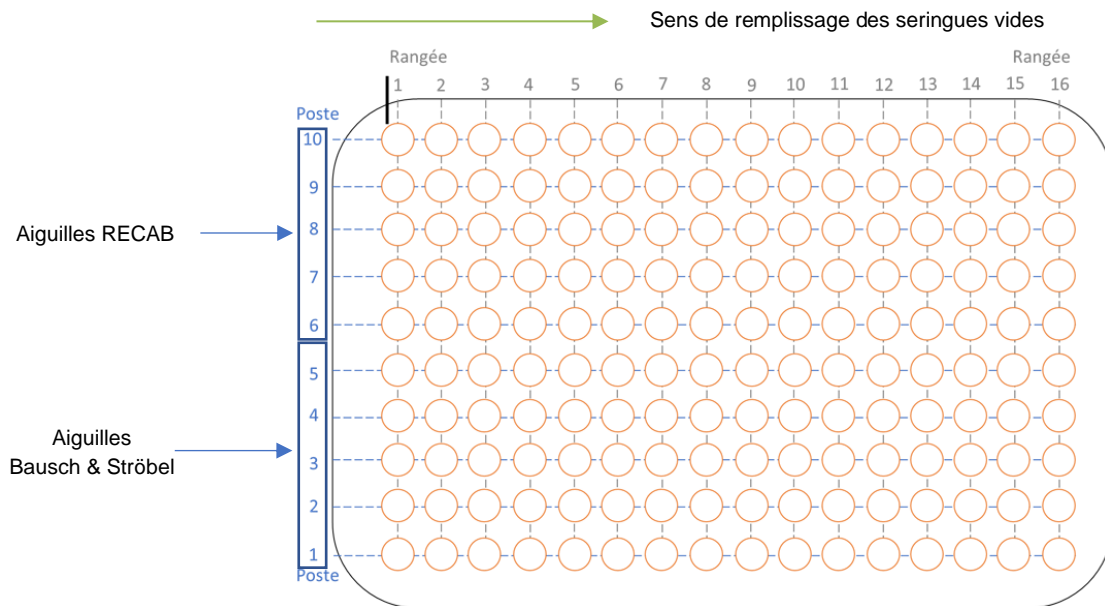 Sens de remplissage des seringues vides
Rangée Rangée
1 2 3 4 5 6 7 8 9 10 11 12 13 14 15 16
Poste
10
9
Aiguilles RECAB
8
7
6
5
4
Aiguilles
Bausch & Ströbel
3
2
1
Poste